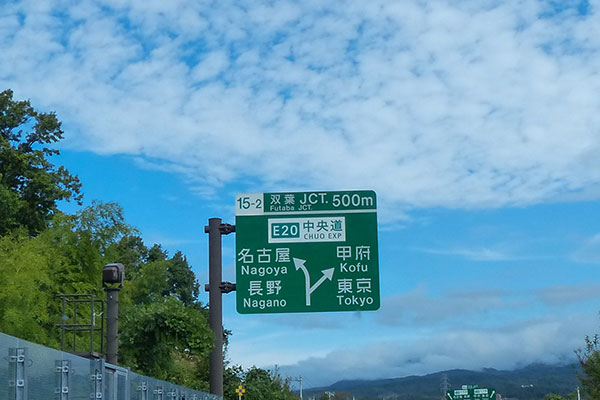 15-2 双葉 JCT. 500m
Futaba JCT.
E20 中央道
CHUO EXP
名古屋 甲府
Nagoya Kofu
長野 東京
Nagano Tokyo